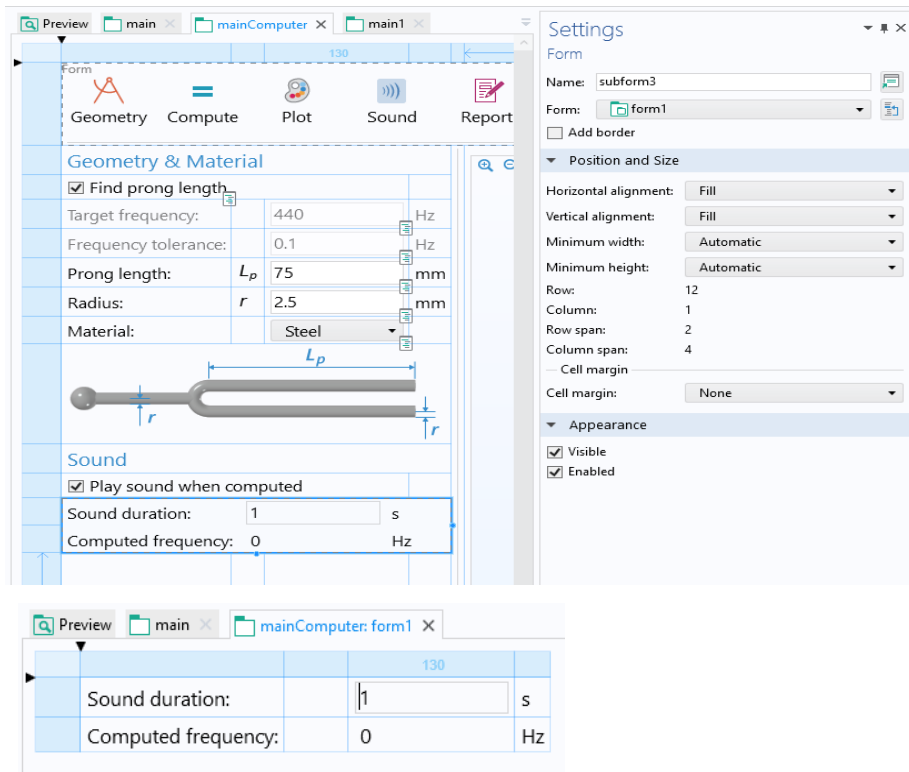 Preview main mainComputer main1
Settings
Form
130
Form
Geometry Compute Plot Sound Report
Name: subform3
Form: form1
Add border
Position and Size
Horizontal alignment: Fill
Vertical alignment: Fill
Minimum width: Automatic
Minimum height: Automatic
Row: 12
Column: 1
Row span: 2
Column span: 4
Cell margin
Cell margin: None
Appearance
Visible
Enabled
Geometry & Material
Find prong length
Target frequency: 440 Hz
Frequency tolerance: 0.1 Hz
Prong length: Lp 75 mm
Radius: r 2.5 mm
Material: Steel
Lp
r
r
Sound
Play sound when computed
Sound duration: 1 s
Computed frequency: 0 Hz
Preview main mainComputer: form1
130
Sound duration: 1 s
Computed frequency: 0 Hz